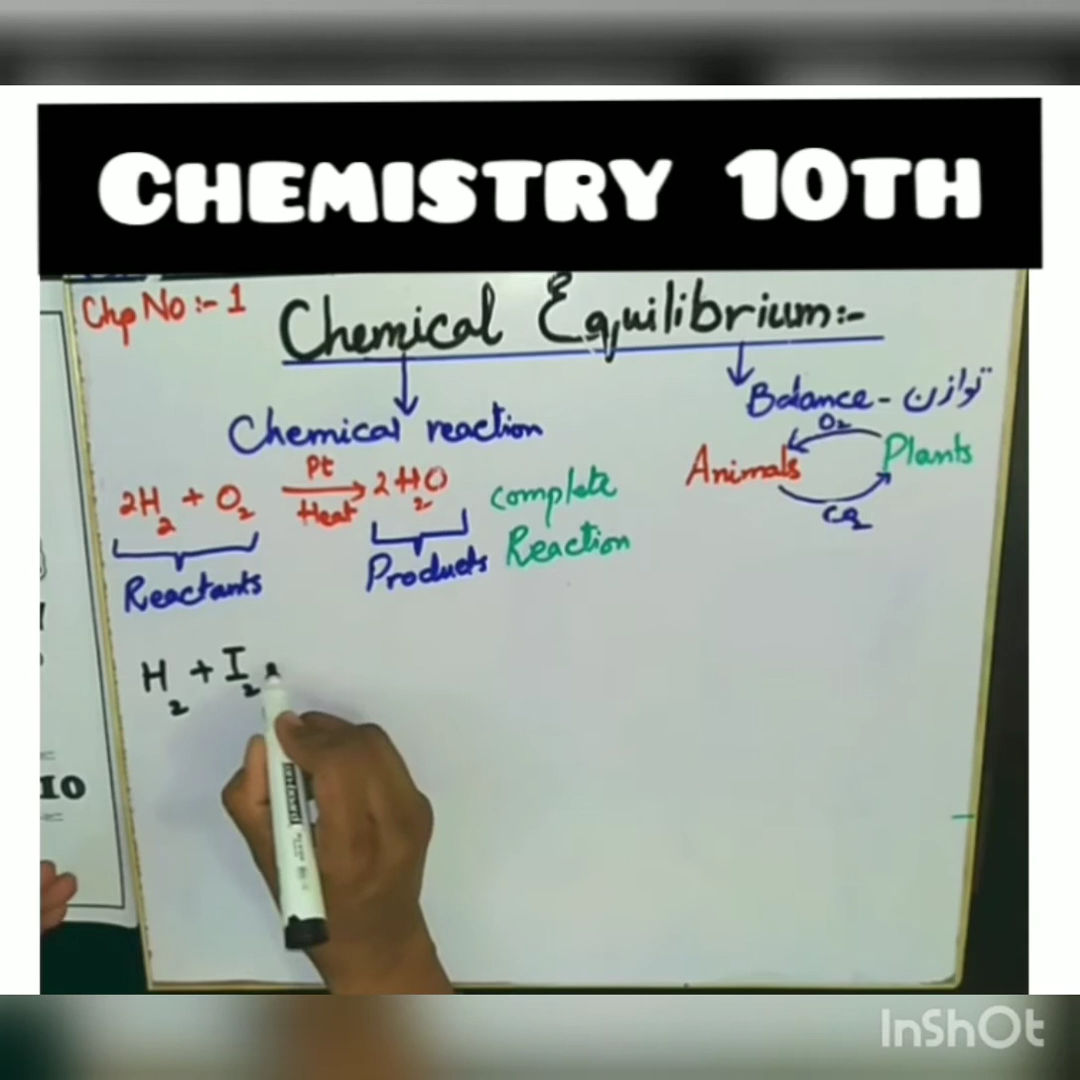 CHEMISTRY 10TH
Chp No :- 1
Chemical Equilibrium:-
Chemical reaction
Balance - توازن
O₂
Animals
Plants
CO₂
2H₂ + O₂ Pt Heat → 2H₂O
Complete
Reaction
Reactants
Products
H₂ + I₂
IO
InShOt